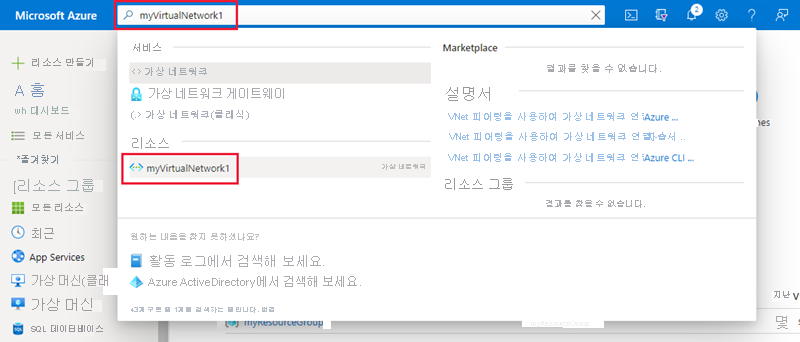 Microsoft Azure
myVirtualNetwork1
2
리소스 만들기
A 홈
wh 대시보드
모든 서비스
*즐겨찾기
[리소스 그룹
모든 리소스
최근
App Services
가상 머신(클래
가상 머신
SQL 데이터베이스
서비스
<> 가상 네트워크
가상 네트워크 게이트웨이
(.> 가상 네트워크(클래식)
리소스
myVirtualNetwork1
가상 네트워크
Marketplace
결과를 찾을 수 없습니다.
설명서
VNet 피어링을 사용하여 가상 네트워크 연 \Azure ...
VNet 피어링을 사용하여 가상 네트워크 연
VNet 피어링을 사용하여 가상 네트워크 연 \Azure CLI ...
리소스 그룹
결과를 찾을 수 없습니다.
원하는 내용을 찾지 못하셨나요?
활동 로그에서 검색해 보세요.
Azure ActiveDirectory에서 검색해 보세요.
myResourceGroup
nes
지난 V
몇